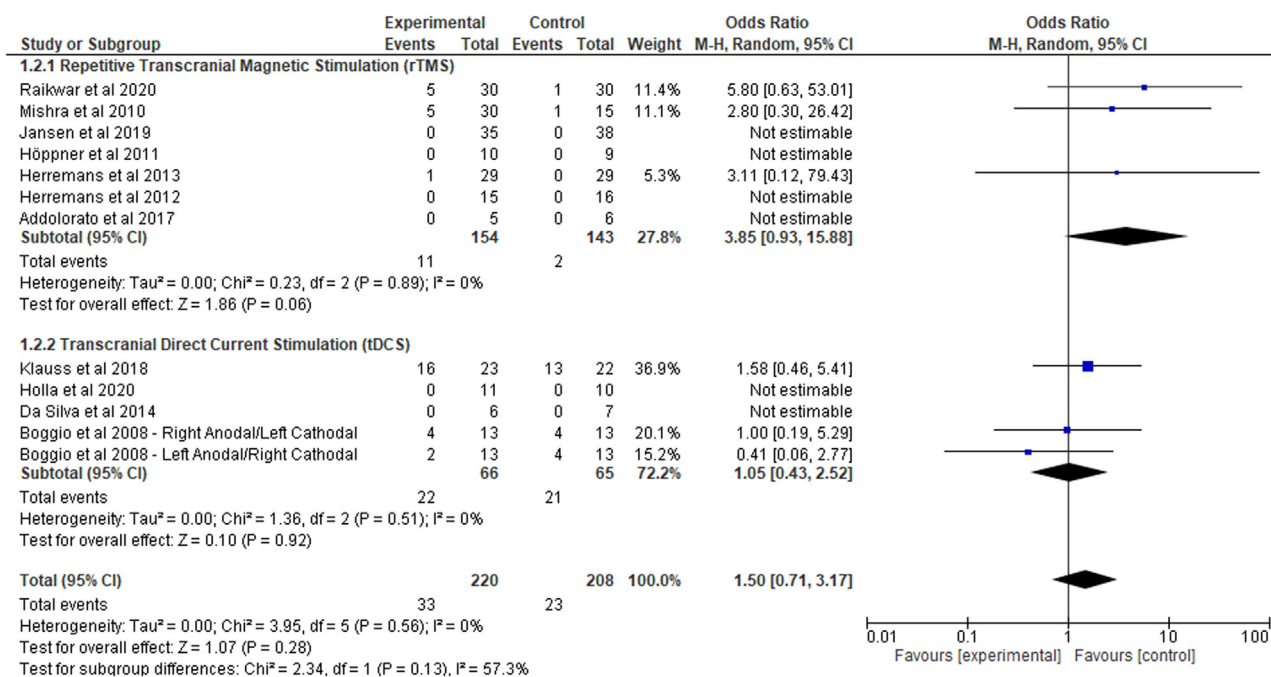 Experimental Control Odds Ratio Odds Ratio
Study or Subgroup Events Total Events Total Weight M-H, Random, 95% CI M-H, Random, 95% CI
1.2.1 Repetitive Transcranial Magnetic Stimulation (rTMS)
Raikwar et al 2020 5 30 1 30 11.4% 5.80 [0.63, 53.01]
Mishra et al 2010 5 30 1 15 11.1% 2.80 [0.30, 26.42]
Jansen et al 2019 0 35 0 38 Not estimable
Höppner et al 2011 0 10 0 9 Not estimable
Herremans et al 2013 1 29 0 29 5.3% 3.11 [0.12, 79.43]
Herremans et al 2012 0 15 0 16 Not estimable
Addolorato et al 2017 0 5 0 6 Not estimable
Subtotal (95% CI) 154 143 27.8% 3.85 [0.93, 15.88]
Total events 11 2
Heterogeneity: Tau² = 0.00; Chi² = 0.23, df = 2 (P = 0.89); I² = 0%
Test for overall effect: Z = 1.86 (P = 0.06)
1.2.2 Transcranial Direct Current Stimulation (tDCS)
Klauss et al 2018 16 23 13 22 36.9% 1.58 [0.46, 5.41]
Holla et al 2020 0 11 0 10 Not estimable
Da Silva et al 2014 0 6 0 7 Not estimable
Boggio et al 2008 - Right Anodal/Left Cathodal 4 13 4 13 20.1% 1.00 [0.19, 5.29]
Boggio et al 2008 - Left Anodal/Right Cathodal 2 13 4 13 15.2% 0.41 [0.06, 2.77]
Subtotal (95% CI) 66 65 72.2% 1.05 [0.43, 2.52]
Total events 22 21
Heterogeneity: Tau² = 0.00; Chi² = 1.36, df = 2 (P = 0.51); I² = 0%
Test for overall effect: Z = 0.10 (P = 0.92)
Total (95% CI) 220 208 100.0% 1.50 [0.71, 3.17]
Total events 33 23
Heterogeneity: Tau² = 0.00; Chi² = 3.95, df = 5 (P = 0.56); I² = 0%
Test for overall effect: Z = 1.07 (P = 0.28)
Test for subgroup differences: Chi² = 2.34, df = 1 (P = 0.13), I² = 57.3%
0.01 0.1 1 10 100
Favours [experimental] Favours [control]